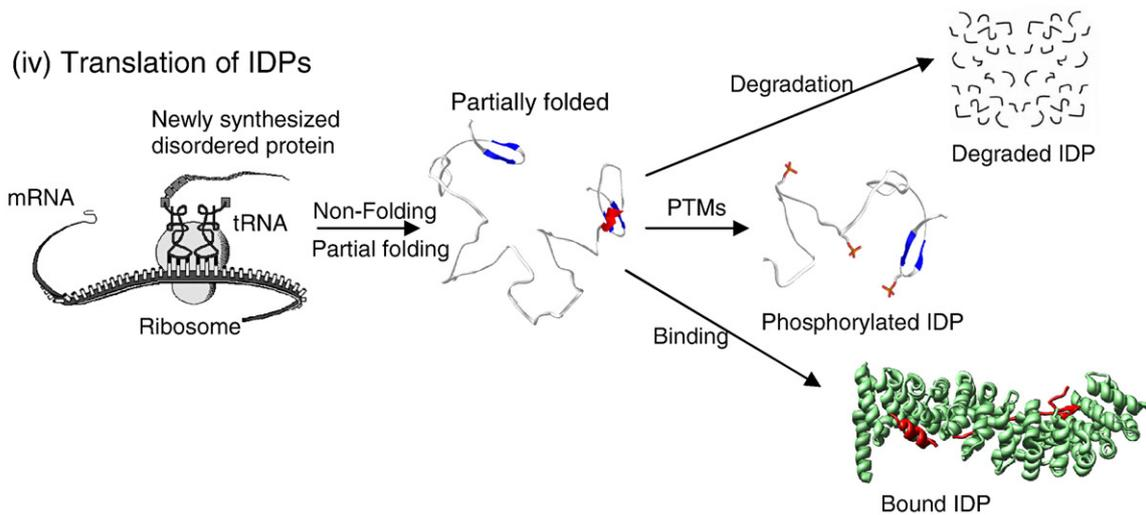 (iv) Translation of IDPs
Newly synthesized
disordered protein
mRNA
tRNA
Ribosome
Non-Folding
Partial folding
Partially folded
Degradation
Degraded IDP
PTMs
Phosphorylated IDP
Binding
Bound IDP